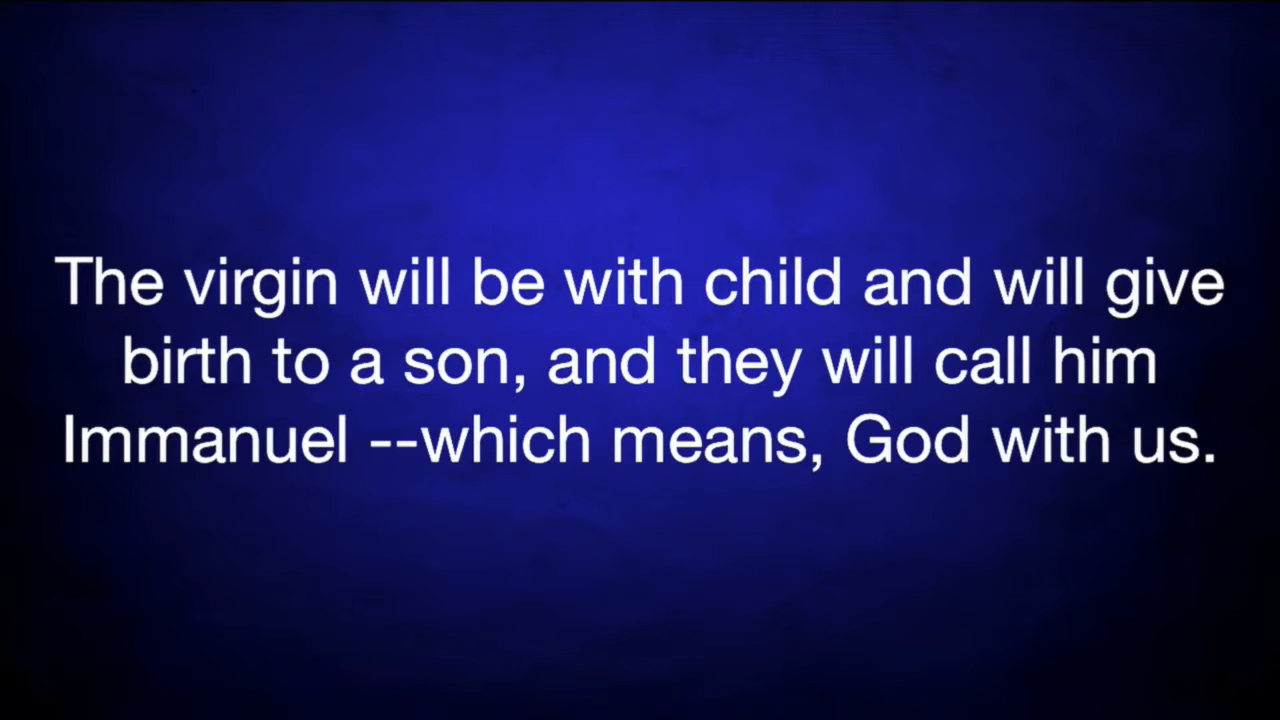 The virgin will be with child and will give
birth to a son, and they will call him
Immanuel --which means, God with us.